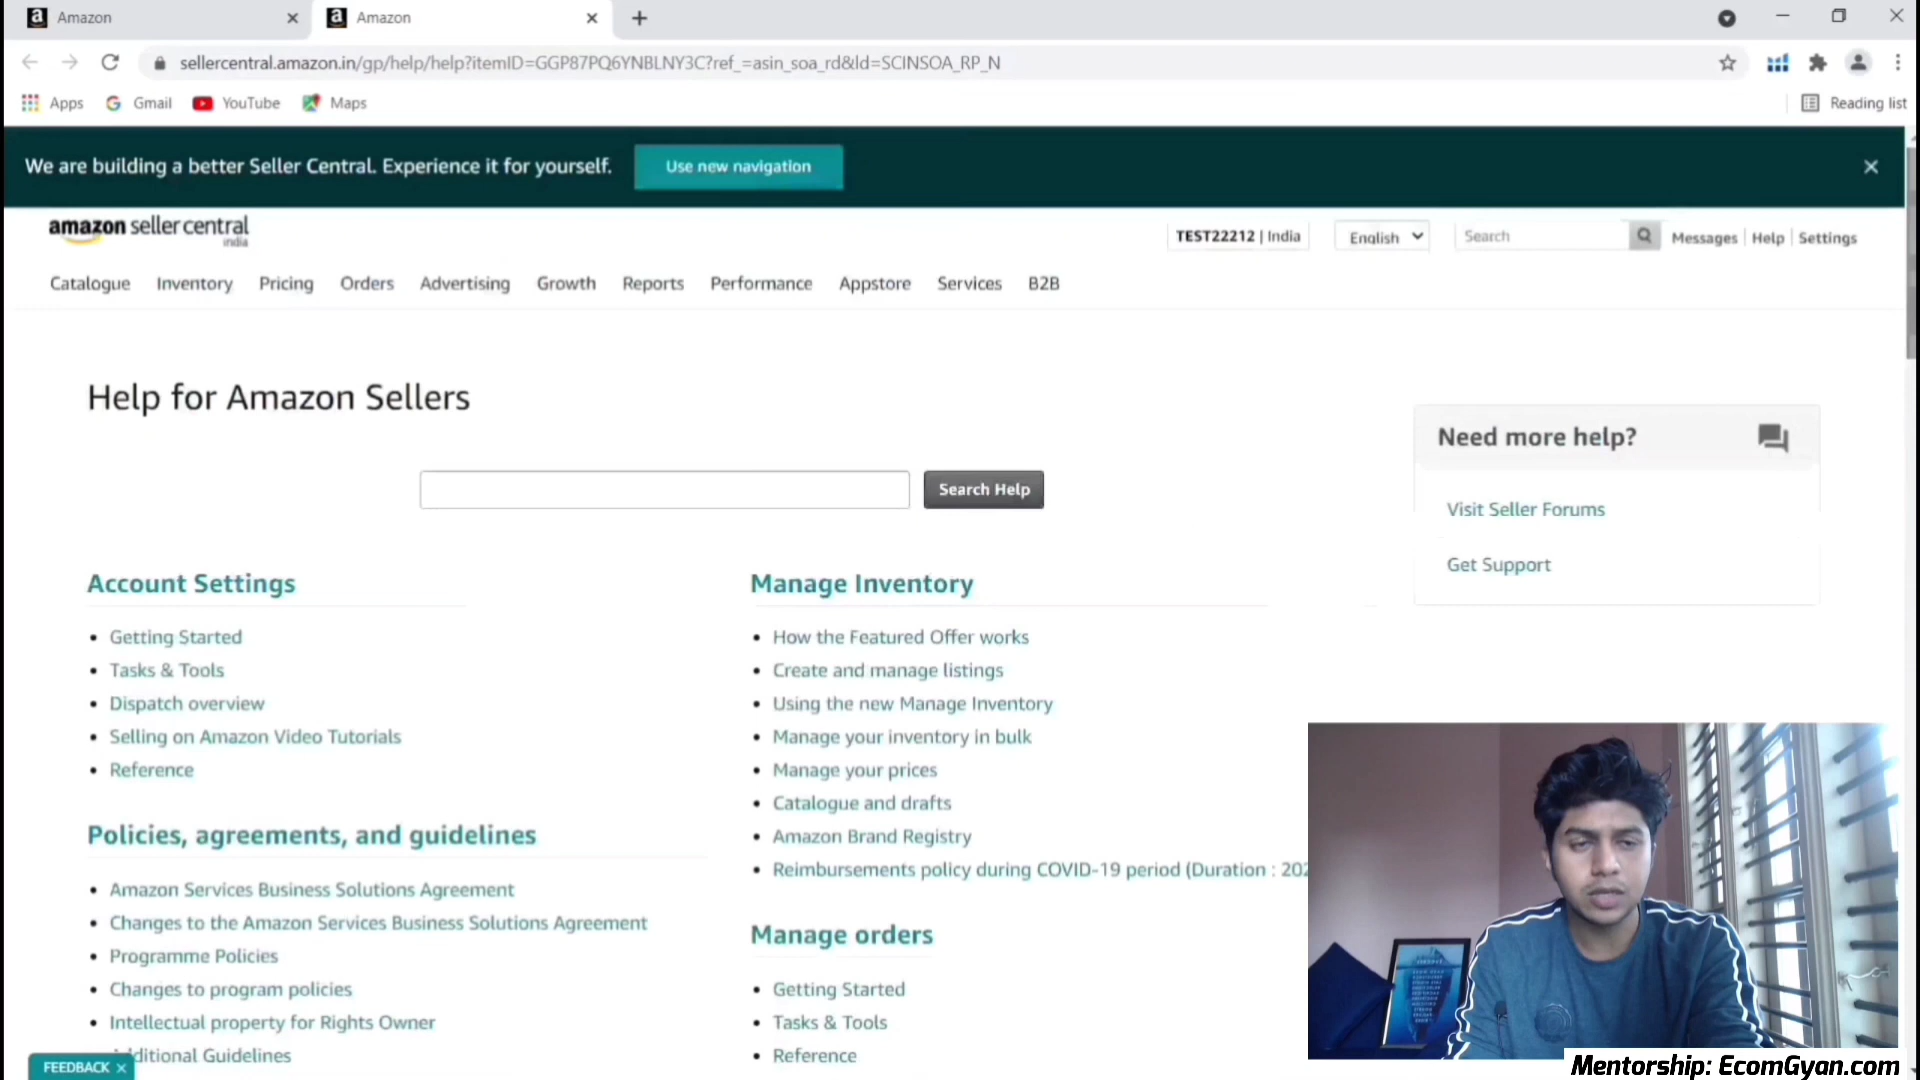 Amazon
Amazon
sellercentral.amazon.in/gp/help/help?itemID=GGP87PQ6YNBLNY3C?ref_=asin_soa_rd&ld=SCINSOA_RP_N
Apps Gmail YouTube Maps Reading list
We are building a better Seller Central. Experience it for yourself. Use new navigation
amazon seller central
india
TEST22212 | India English Search Messages Help Settings
Catalogue Inventory Pricing Orders Advertising Growth Reports Performance Appstore Services B2B
Help for Amazon Sellers
Search Help
Need more help?
Visit Seller Forums
Get Support
Account Settings
Getting Started
Tasks & Tools
Dispatch overview
Selling on Amazon Video Tutorials
Reference
Policies, agreements, and guidelines
Amazon Services Business Solutions Agreement
Changes to the Amazon Services Business Solutions Agreement
Programme Policies
Changes to program policies
Intellectual property for Rights Owner
dditional Guidelines
FEEDBACK
Manage Inventory
How the Featured Offer works
Create and manage listings
Using the new Manage Inventory
Manage your inventory in bulk
Manage your prices
Catalogue and drafts
Amazon Brand Registry
Reimbursements policy during COVID-19 period (Duration : 202
Manage orders
Getting Started
Tasks & Tools
Reference
Mentorship: EcomGyan.com